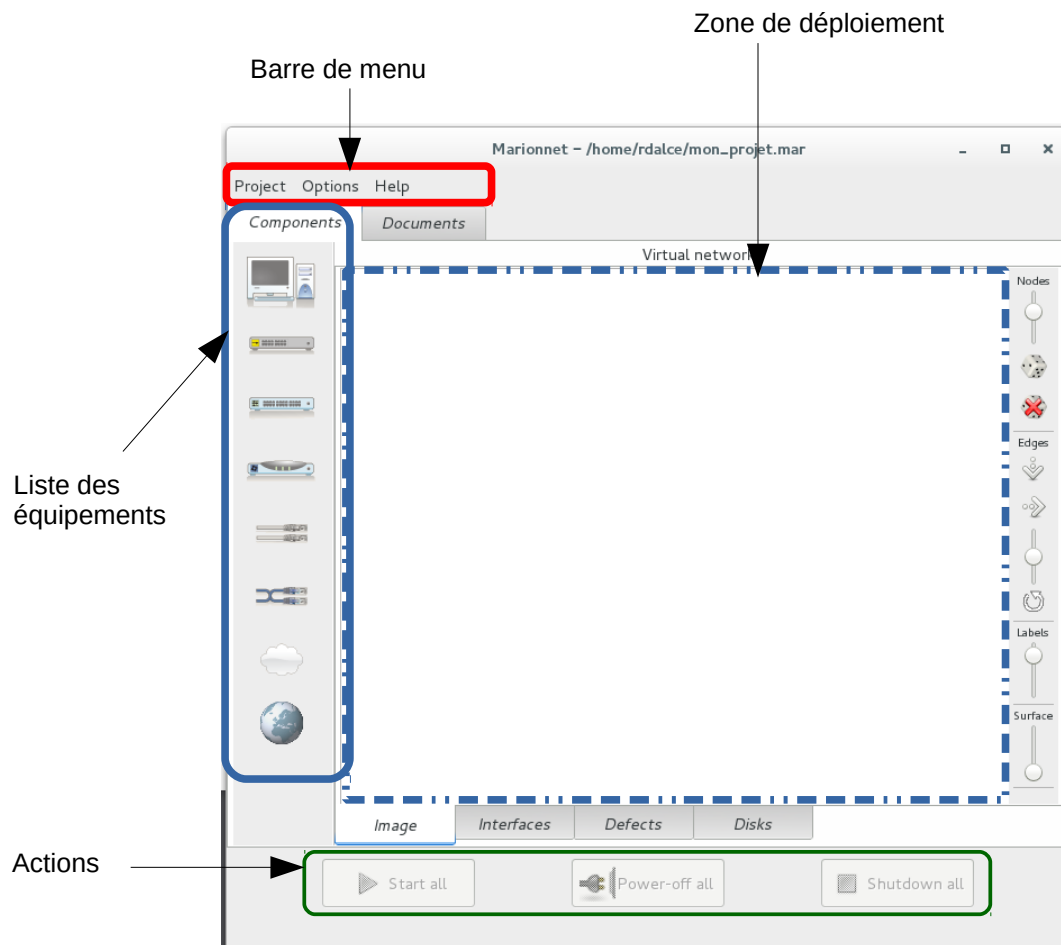 Zone de déploiement
Barre de menu
Marionnet – /home/rdalce/mon_projet.mar
Project Options Help
Components Documents
Virtual network
Nodes
Edges
Liste des
équipements
Labels
Surface
Image Interfaces Defects Disks
Actions
Start all Power-off all Shutdown all